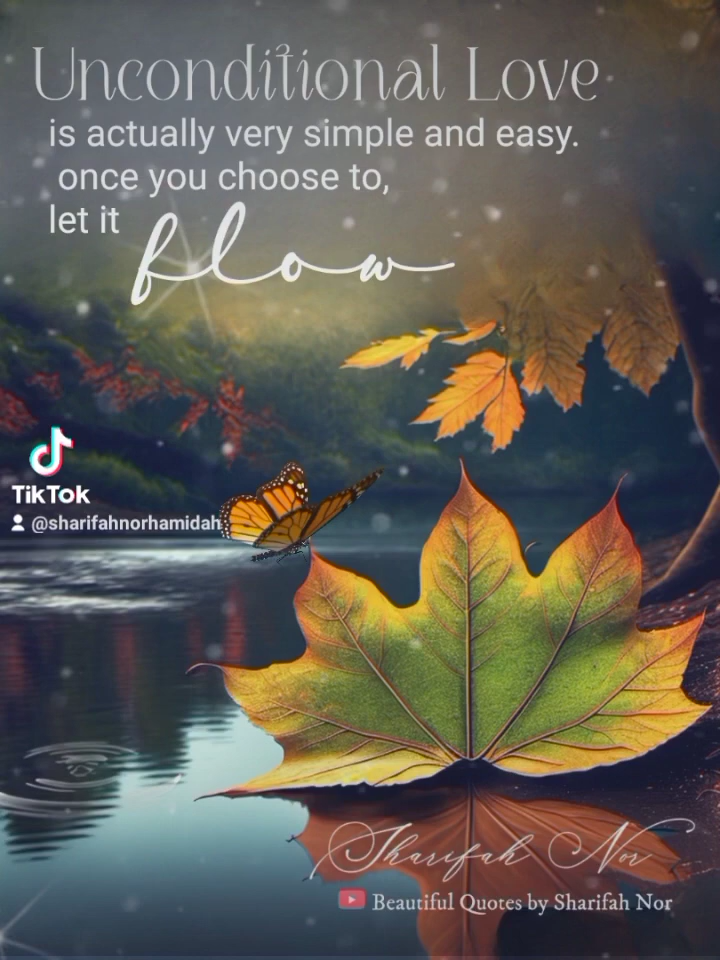 Unconditional Love
is actually very simple and easy.
once you choose to,
let it flow
TikTok
@sharifahnorhamidah
Sharifah Nor
Beautiful Quotes by Sharifah Nor